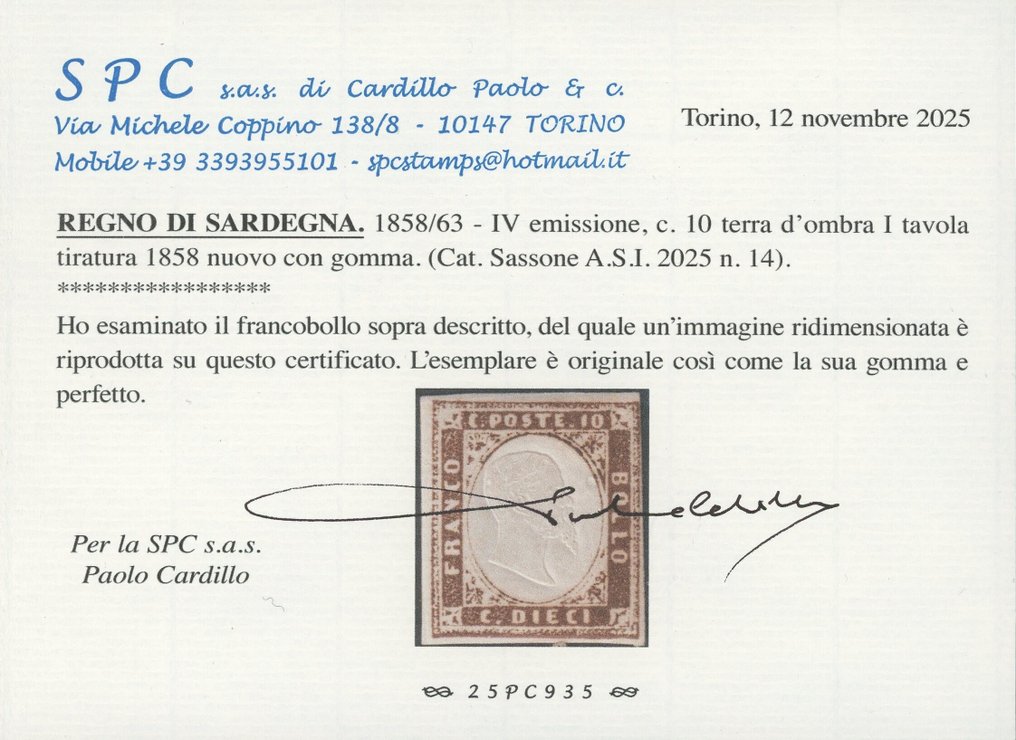 SPC s.a.s. di Cardillo Paolo & c.
Via Michele Coppino 138/8 - 10147 TORINO
Mobile +39 3393955101 - spcstamps@hotmail.it
Torino, 12 novembre 2025
REGNO DI SARDEGNA. 1858/63 - IV emissione, c. 10 terra d'ombra I tavola
tiratura 1858 nuovo con gomma. (Cat. Sassone A.S.I. 2025 n. 14).
*****************
Ho esaminato il francobollo sopra descritto, del quale un'immagine ridimensionata è
riprodotta su questo certificato. L'esemplare è originale così come la sua gomma e
perfetto.
C. POSTE 10
FRANCO
BOLLO
C. DIECI
Per la SPC s.a.s.
Paolo Cardillo
25PC935